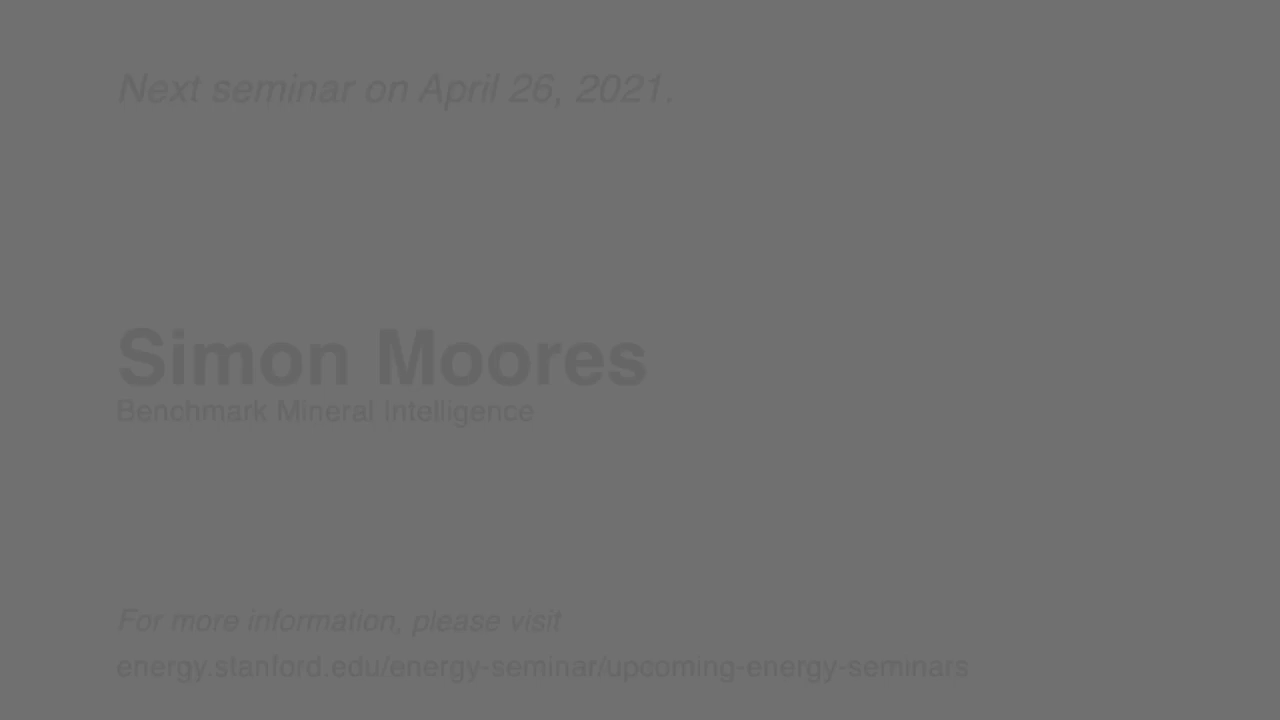 Next seminar on April 26, 2021.
Simon Moores
Benchmark Mineral Intelligence
For more information, please visit
energy.stanford.edu/energy-seminar/upcoming-energy-seminars